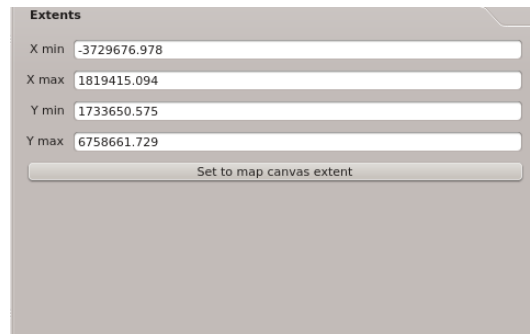 Extents
X min -3729676.978
X max 1819415.094
Y min 1733650.575
Y max 6758661.729
Set to map canvas extent